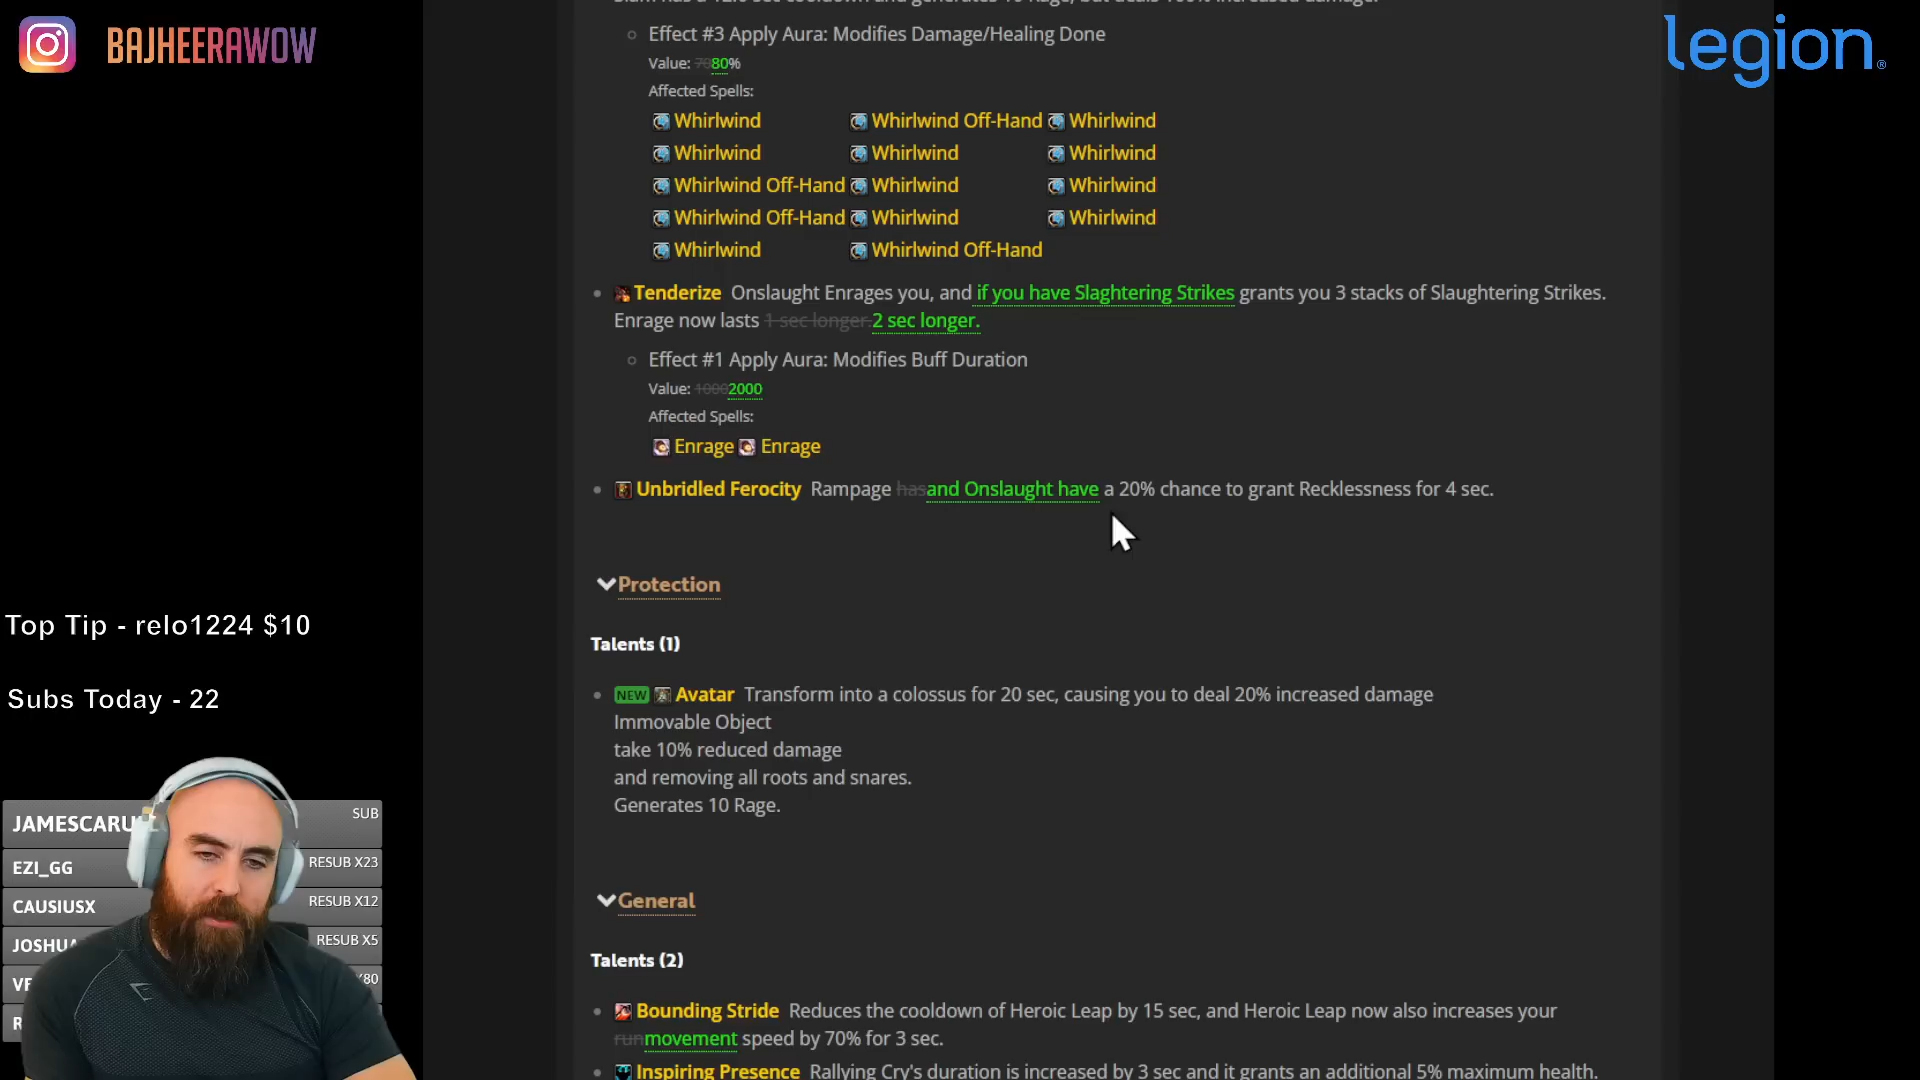 BAJHEERAWOW
legion.®
Effect #3 Apply Aura: Modifies Damage/Healing Done
Value: 7080%
Affected Spells:
Whirlwind Whirlwind Off-Hand Whirlwind
Whirlwind Whirlwind Whirlwind
Whirlwind Off-Hand Whirlwind Whirlwind
Whirlwind Off-Hand Whirlwind Whirlwind
Whirlwind Whirlwind Off-Hand
Tenderize Onslaught Enrages you, and if you have Slaghtering Strikes grants you 3 stacks of Slaughtering Strikes.
Enrage now lasts 1 sec longer.2 sec longer.
Effect #1 Apply Aura: Modifies Buff Duration
Value: 10002000
Affected Spells:
Enrage Enrage
Unbridled Ferocity Rampage hasand Onslaught have a 20% chance to grant Recklessness for 4 sec.
Protection
Talents (1)
NEW Avatar Transform into a colossus for 20 sec, causing you to deal 20% increased damage
Immovable Object
take 10% reduced damage
and removing all roots and snares.
Generates 10 Rage.
General
Talents (2)
Bounding Stride Reduces the cooldown of Heroic Leap by 15 sec, and Heroic Leap now also increases your
runmovement speed by 70% for 3 sec.
Inspiring Presence Rallying Cry's duration is increased by 3 sec and it grants an additional 5% maximum health.
Top Tip - relo1224 $10
Subs Today - 22
JAMESCARU SUB
EZI_GG RESUB X23
CAUSIUSX RESUB X12
JOSHUA RESUB X5
VE 80
R